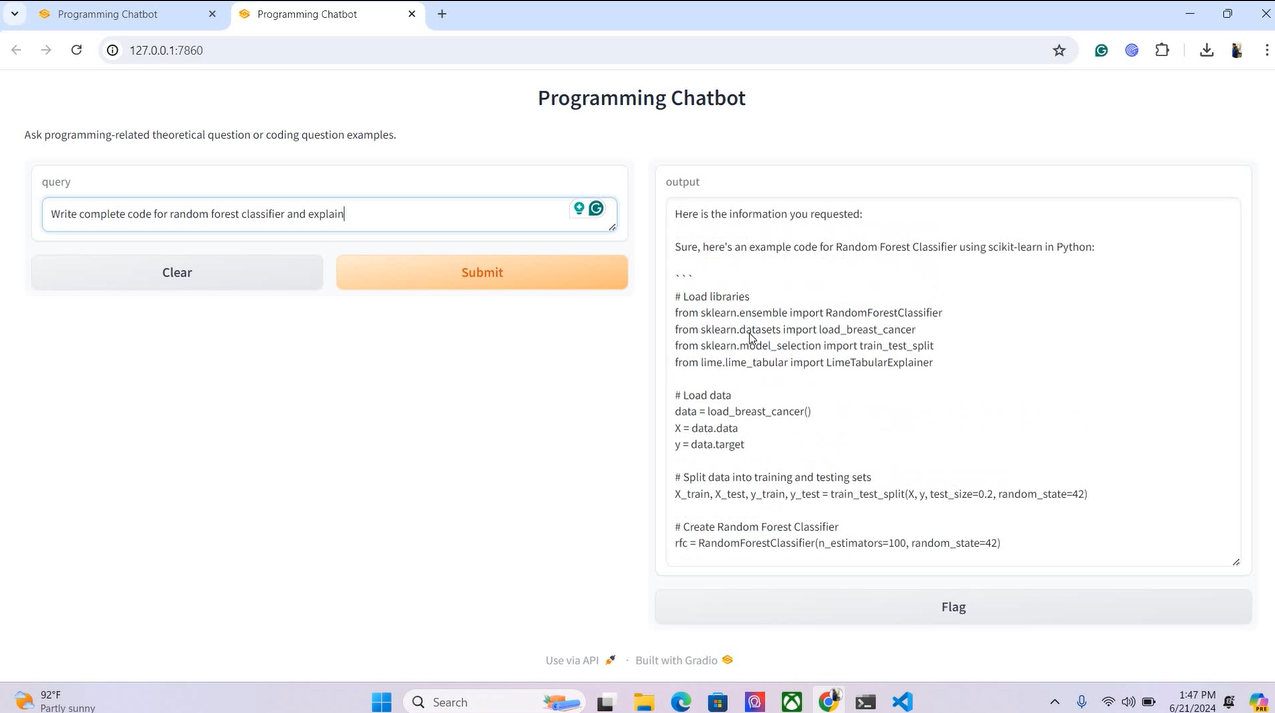 Programming Chatbot
Programming Chatbot
127.0.0.1:7860
Programming Chatbot
Ask programming-related theoretical question or coding question examples.
query
Write complete code for random forest classifier and explain
Clear
Submit
output
Here is the information you requested:
Sure, here's an example code for Random Forest Classifier using scikit-learn in Python:
```
# Load libraries
from sklearn.ensemble import RandomForestClassifier
from sklearn.datasets import load_breast_cancer
from sklearn.model_selection import train_test_split
from lime.lime_tabular import LimeTabularExplainer
# Load data
data = load_breast_cancer()
X = data.data
y = data.target
# Split data into training and testing sets
X_train, X_test, y_train, y_test = train_test_split(X, y, test_size=0.2, random_state=42)
# Create Random Forest Classifier
rfc = RandomForestClassifier(n_estimators=100, random_state=42)
Flag
Use via API · Built with Gradio
92°F
Partly sunny
Search
1:47 PM
6/21/2024
PRE